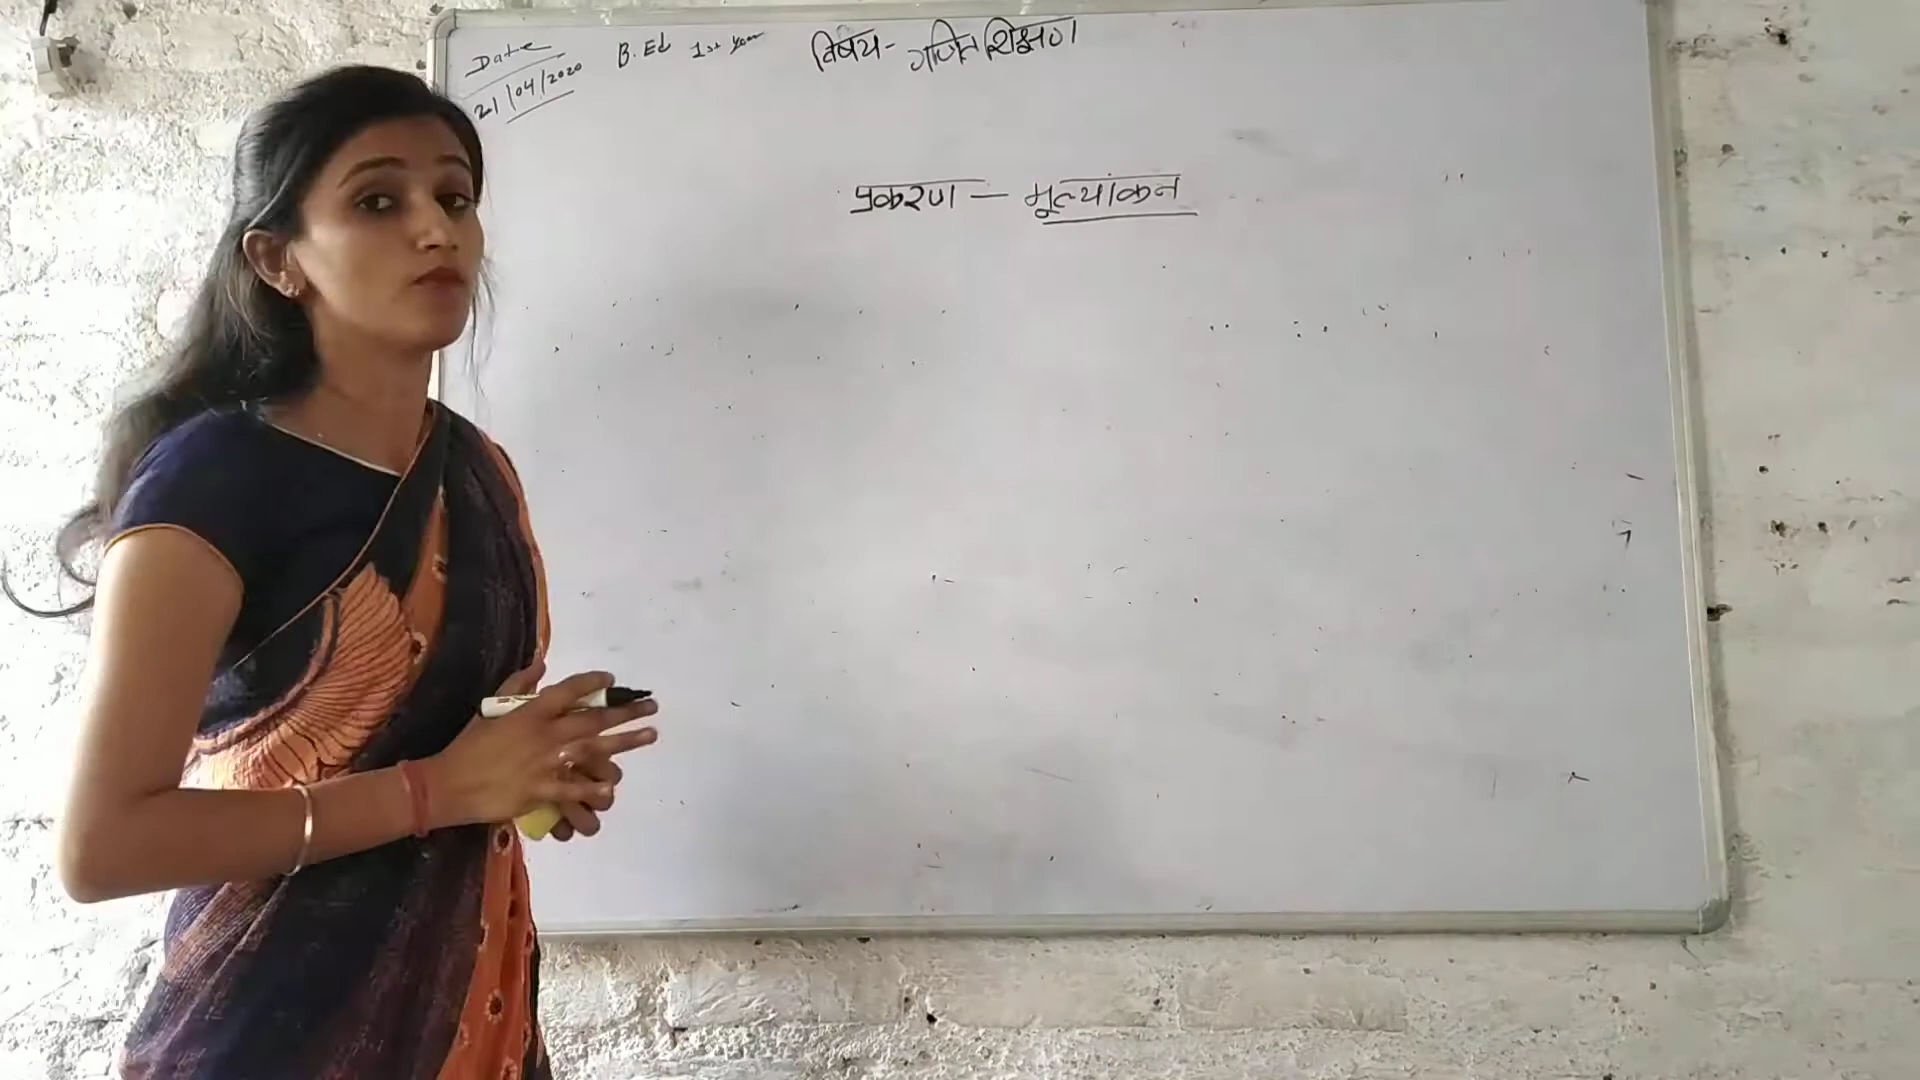 Date
21/04/2020
B.Ed 1st year
विषय- गणित शिक्षण
प्रकरण — मूल्यांकन